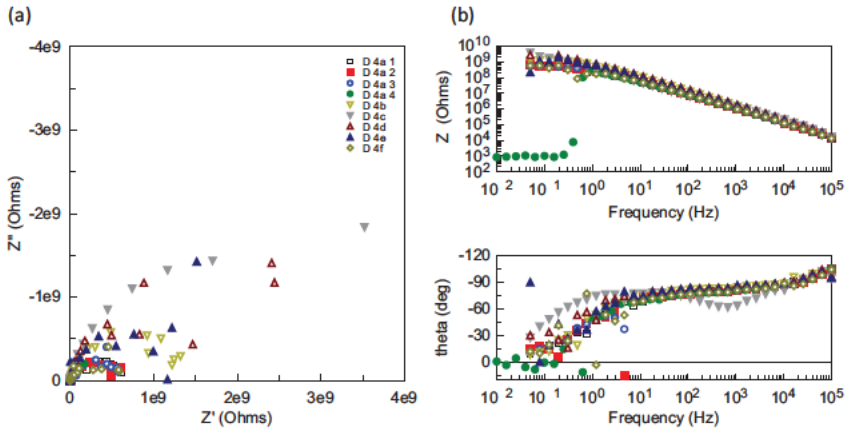 (a)
-4e9
-3e9
-2e9
-1e9
0
Z" (Ohms)
0
1e9
2e9
3e9
4e9
Z' (Ohms)
D 4a 1
D 4a 2
D 4a 3
D 4a 4
D 4b
D 4c
D 4d
D 4e
D 4f
(b)
10^10
10^9
10^8
10^7
10^6
10^5
10^4
10^3
10^2
Z (Ohms)
10^2 10^1 10^0 10^1 10^2 10^3 10^4 10^5
Frequency (Hz)
-120
-90
-60
-30
0
theta (deg)
10^2 10^1 10^0 10^1 10^2 10^3 10^4 10^5
Frequency (Hz)